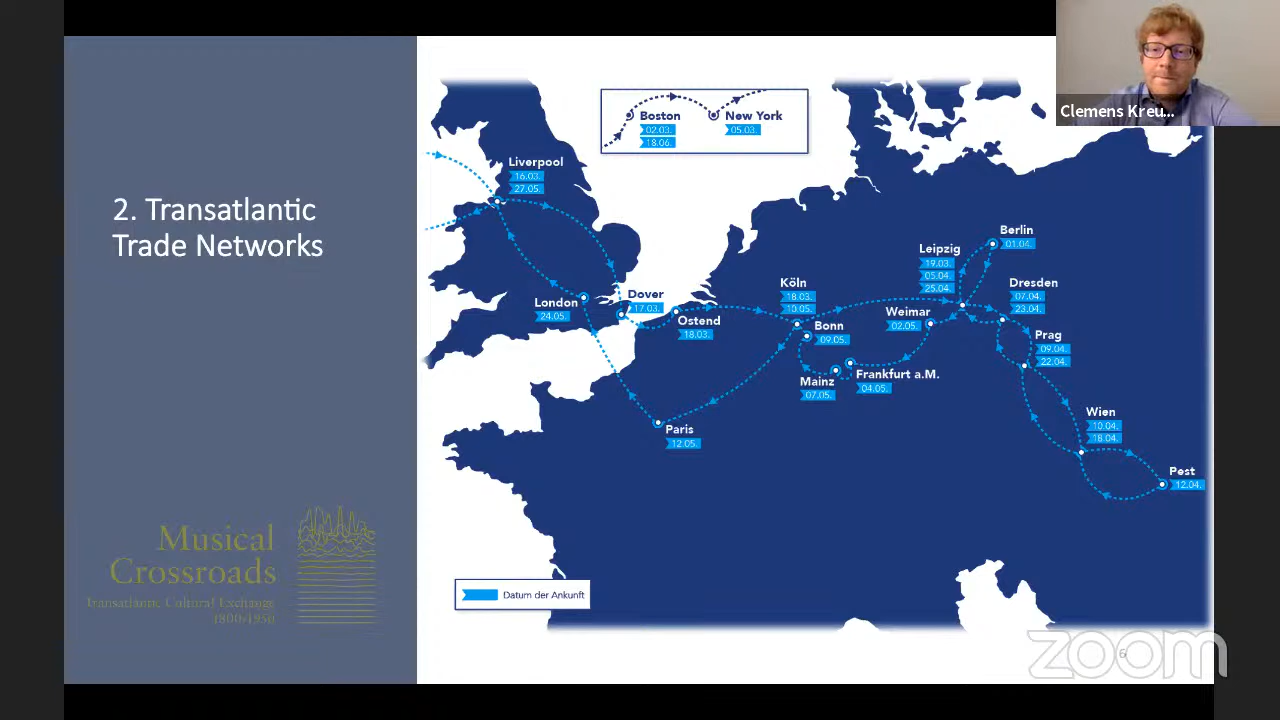 2. Transatlantic
Trade Networks
Musical
Crossroads
Transatlantic Cultural Exchange
1800-1950
Boston
02.03.
18.06.
New York
05.03.
Liverpool
16.03.
27.05.
London
24.05.
Dover
17.03.
Ostend
18.03.
Köln
18.03.
10.05.
Bonn
09.05.
Mainz
07.05.
Frankfurt a.M.
04.05.
Paris
12.05.
Weimar
02.05.
Leipzig
19.03.
05.04.
25.04.
Berlin
01.04.
Dresden
07.04.
23.04.
Prag
09.04.
22.04.
Wien
10.04.
18.04.
Pest
12.04.
Datum der Ankunft
Clemens Kreu...
6
zoom